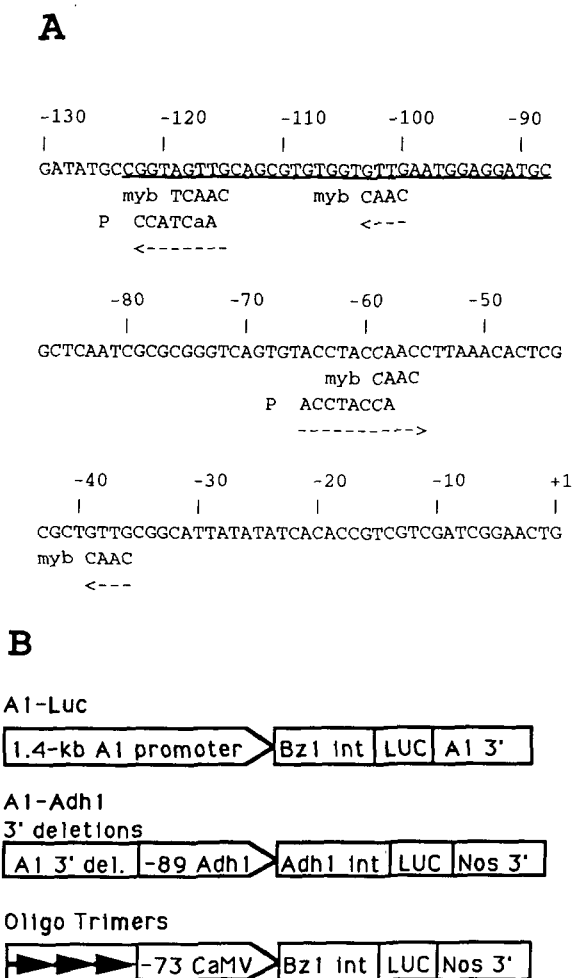 A
-130 -120 -110 -100 -90
| | | | |
GATATGCCGGTAGTTGCAGCGTGTGGTGTTGAATGGAGGATGC
myb TCAAC myb CAAC
P CCATCaA <---
<-------
-80 -70 -60 -50
| | | |
GCTCAATCGCGCGGGTCAGTGTACCTACCAACCTTAAACACTCG
myb CAAC
P ACCTACCA
---------->
-40 -30 -20 -10 +1
| | | | |
CGCTGTTGCGGCATTATATATCACACCGTCGTCGATCGGAACTG
myb CAAC
<---
B
A1-Luc
1.4-kb A1 promoter Bz1 int LUC A1 3'
A1-Adh1
3' deletions
A1 3' del. -89 Adh1 Adh1 int LUC Nos 3'
Oligo Trimers
-73 CaMV Bz1 int LUC Nos 3'